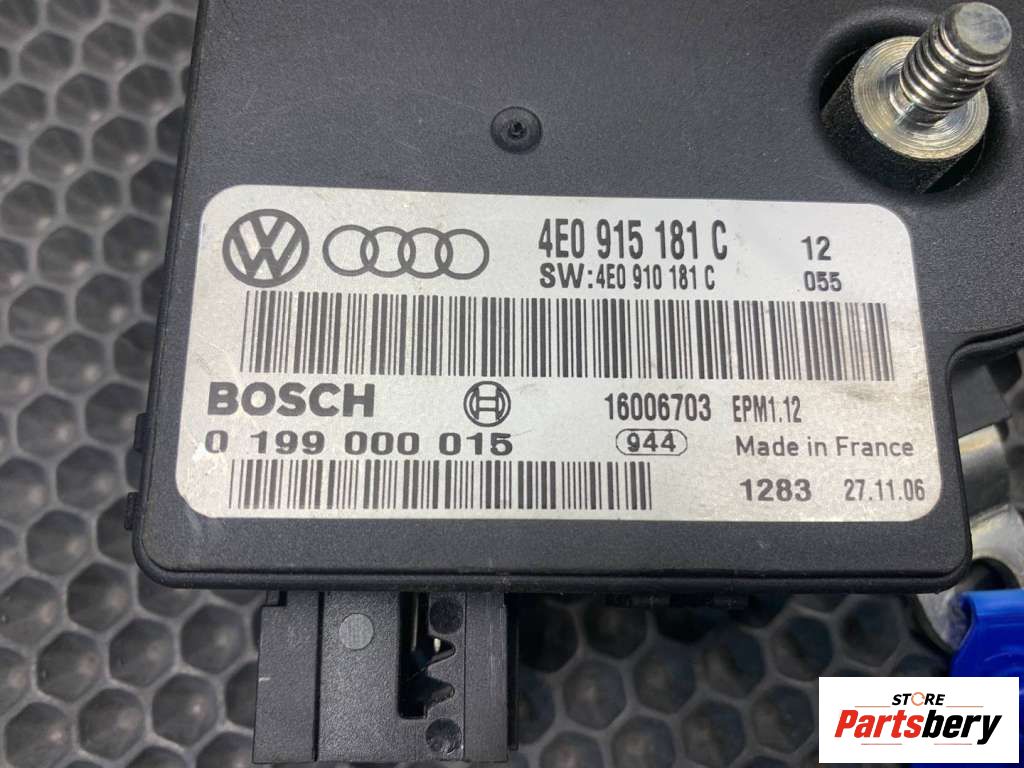 4E0 915 181 C 12
SW:4E0 910 181 C 055
BOSCH 16006703 EPM1.12
0 199 000 015 944 Made in France
1283 27.11.06
STORE
Partsbery